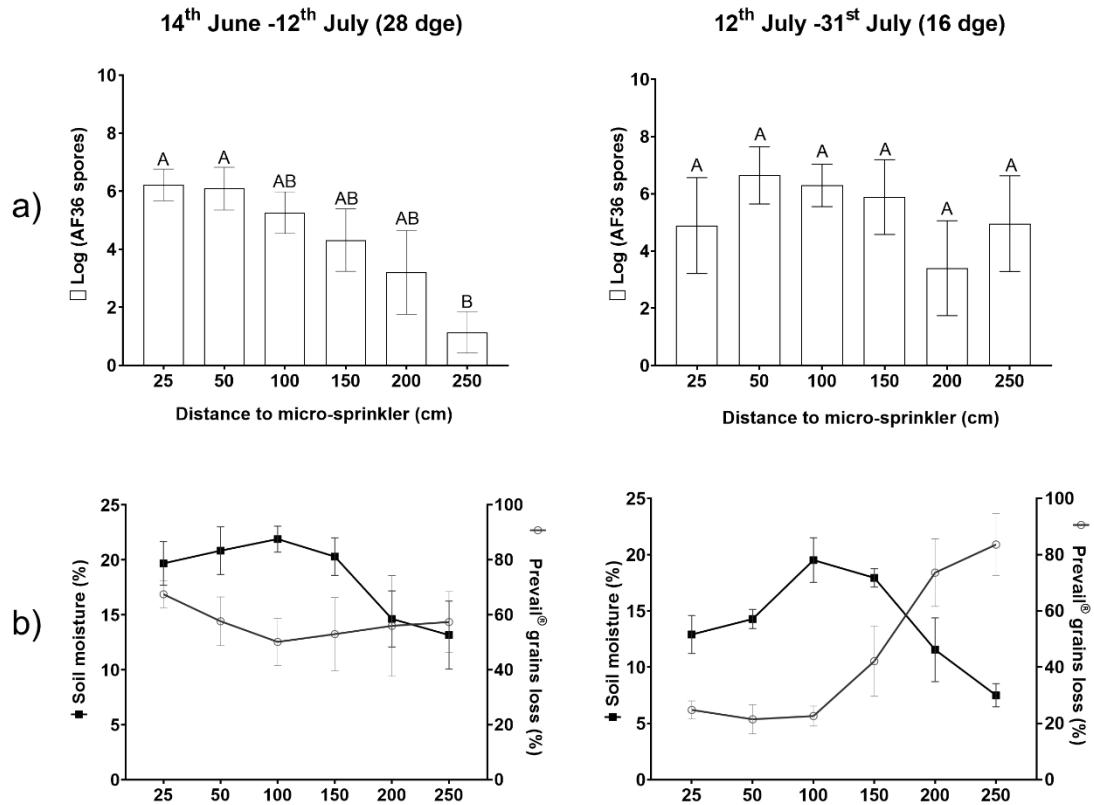 14th June -12th July (28 dge)
12th July -31st July (16 dge)
a)
Log (AF36 spores)
10
8
6
4
2
0
A
A
AB
AB
AB
B
25 50 100 150 200 250
Distance to micro-sprinkler (cm)
Log (AF36 spores)
10
8
6
4
2
0
A
A
A
A
A
A
25 50 100 150 200 250
Distance to micro-sprinkler (cm)
b)
Soil moisture (%)
25
20
15
10
5
0
100
80
60
40
20
0
Prevail® grains loss (%)
25 50 100 150 200 250
Soil moisture (%)
25
20
15
10
5
0
100
80
60
40
20
0
Prevail® grains loss (%)
25 50 100 150 200 250